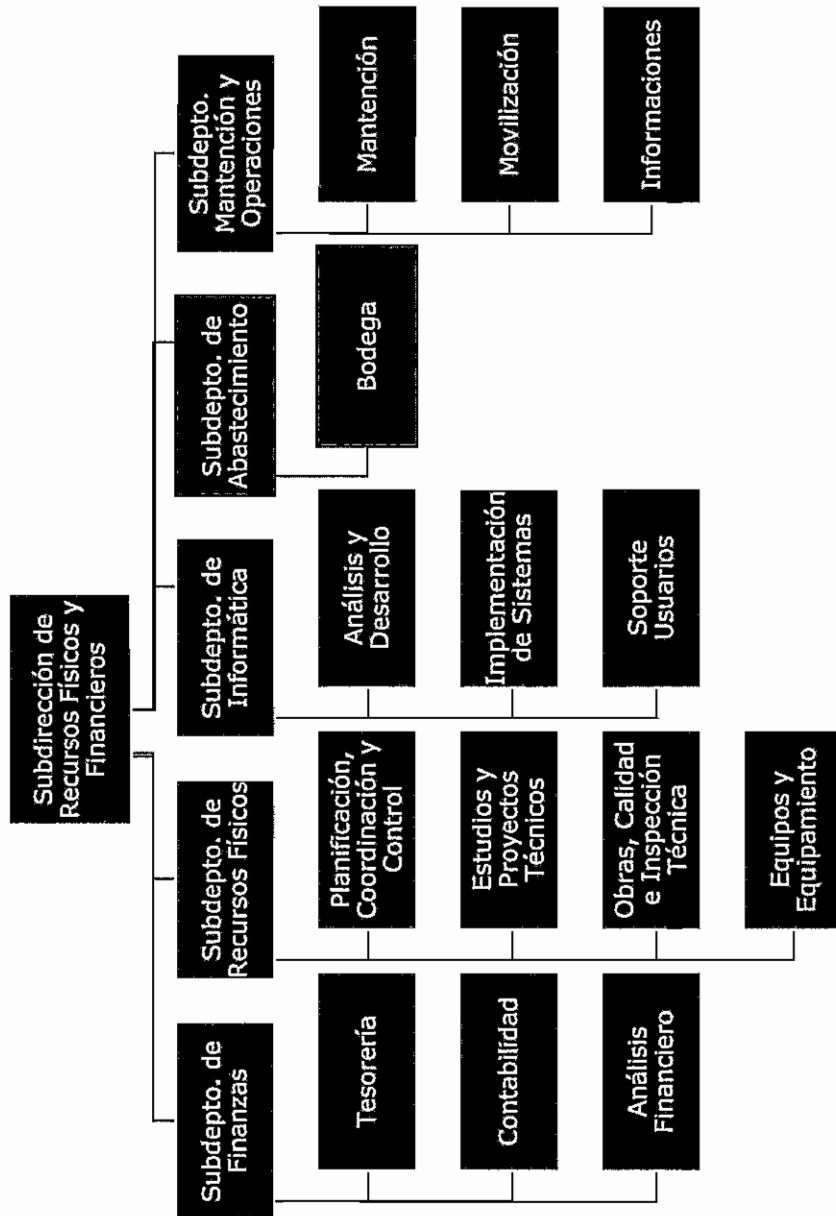 Subdirección de
Recursos Físicos y
Financieros
Subdepto. de
Finanzas
Tesorería
Contabilidad
Análisis
Financiero
Subdepto. de
Recursos Físicos
Planificación,
Coordinación y
Control
Estudios y
Proyectos
Técnicos
Obras, Calidad
e Inspección
Técnica
Equipos y
Equipamiento
Subdepto. de
Informática
Análisis y
Desarrollo
Implementación
de Sistemas
Soporte
Usuarios
Subdepto. de
Abastecimiento
Bodega
Subdepto.
Mantención y
Operaciones
Mantención
Movilización
Informaciones